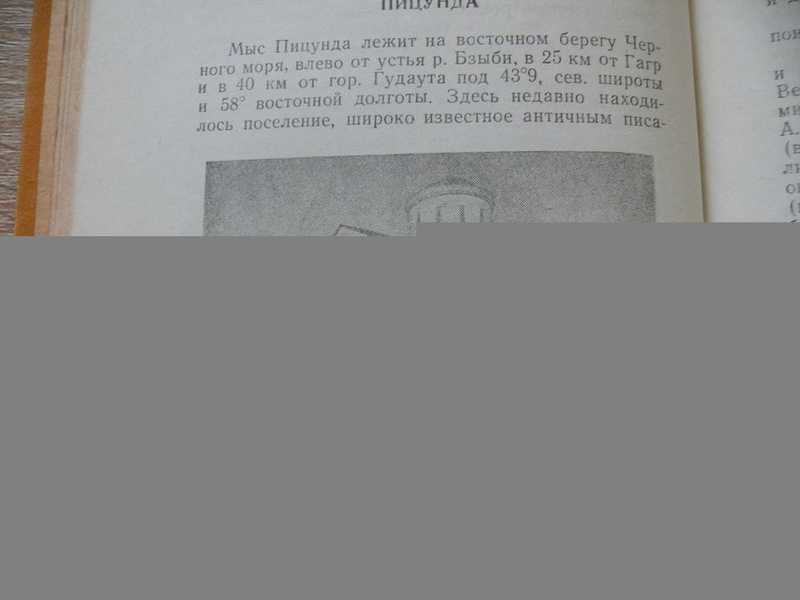 ПИЦУНДА
Мыс Пицунда лежит на восточном берегу Чер-
ного моря, влево от устья р. Бзыби, в 25 км от Гагр
и в 40 км от гор. Гудаута под 43°9, сев. широты
и 58° восточной долготы. Здесь недавно находи-
лось поселение, широко известное античным писа-
и
А.